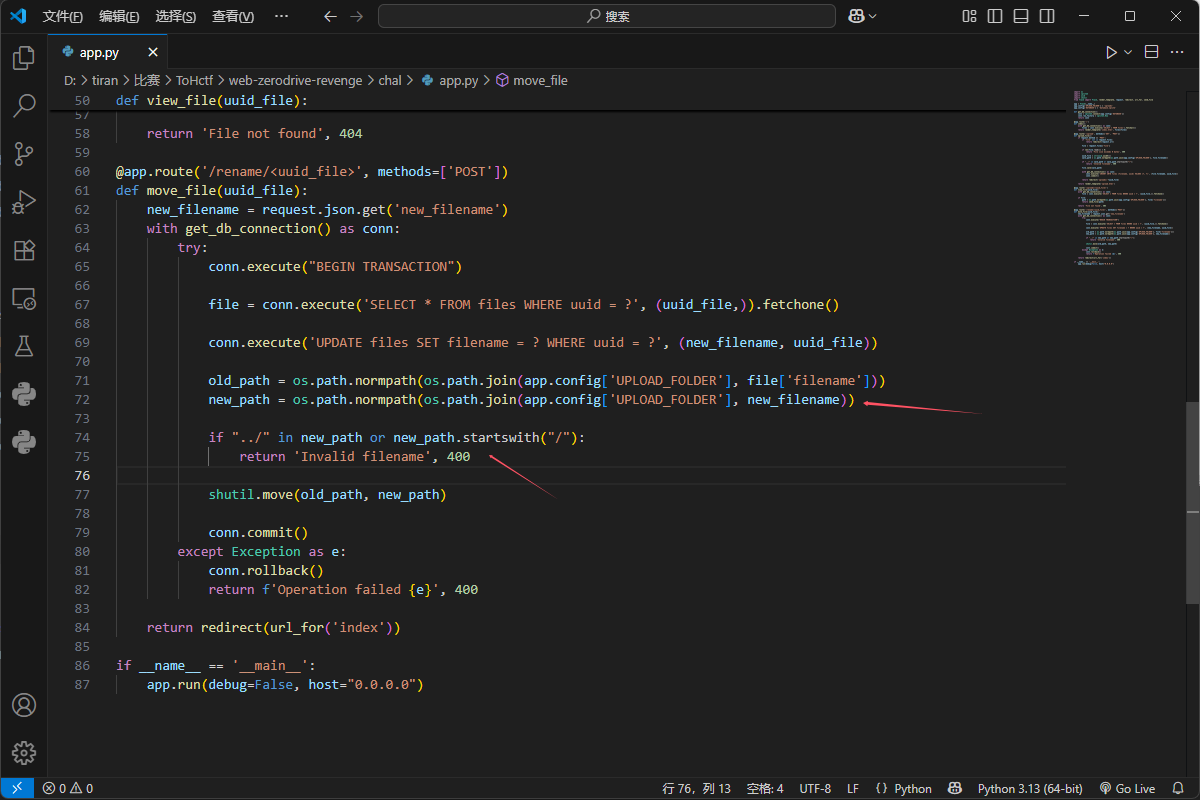 文件(F) 编辑(E) 选择(S) 查看(V) ··· 搜索
app.py
D: > tiran > 比赛 > ToHctf > web-zerodrive-revenge > chal > app.py > move_file
50 def view_file(uuid_file):
57
58 return 'File not found', 404
59
60 @app.route('/rename/<uuid_file>', methods=['POST'])
61 def move_file(uuid_file):
62 new_filename = request.json.get('new_filename')
63 with get_db_connection() as conn:
64 try:
65 conn.execute("BEGIN TRANSACTION")
66
67 file = conn.execute('SELECT * FROM files WHERE uuid = ?', (uuid_file,)).fetchone()
68
69 conn.execute('UPDATE files SET filename = ? WHERE uuid = ?', (new_filename, uuid_file))
70
71 old_path = os.path.normpath(os.path.join(app.config['UPLOAD_FOLDER'], file['filename']))
72 new_path = os.path.normpath(os.path.join(app.config['UPLOAD_FOLDER'], new_filename))
73
74 if "../" in new_path or new_path.startswith("/"):
75 return 'Invalid filename', 400
76
77 shutil.move(old_path, new_path)
78
79 conn.commit()
80 except Exception as e:
81 conn.rollback()
82 return f'Operation failed {e}', 400
83
84 return redirect(url_for('index'))
85
86 if __name__ == '__main__':
87 app.run(debug=False, host="0.0.0.0")
0 0 行 76，列 13 空格: 4 UTF-8 LF {} Python Python 3.13 (64-bit) Go Live